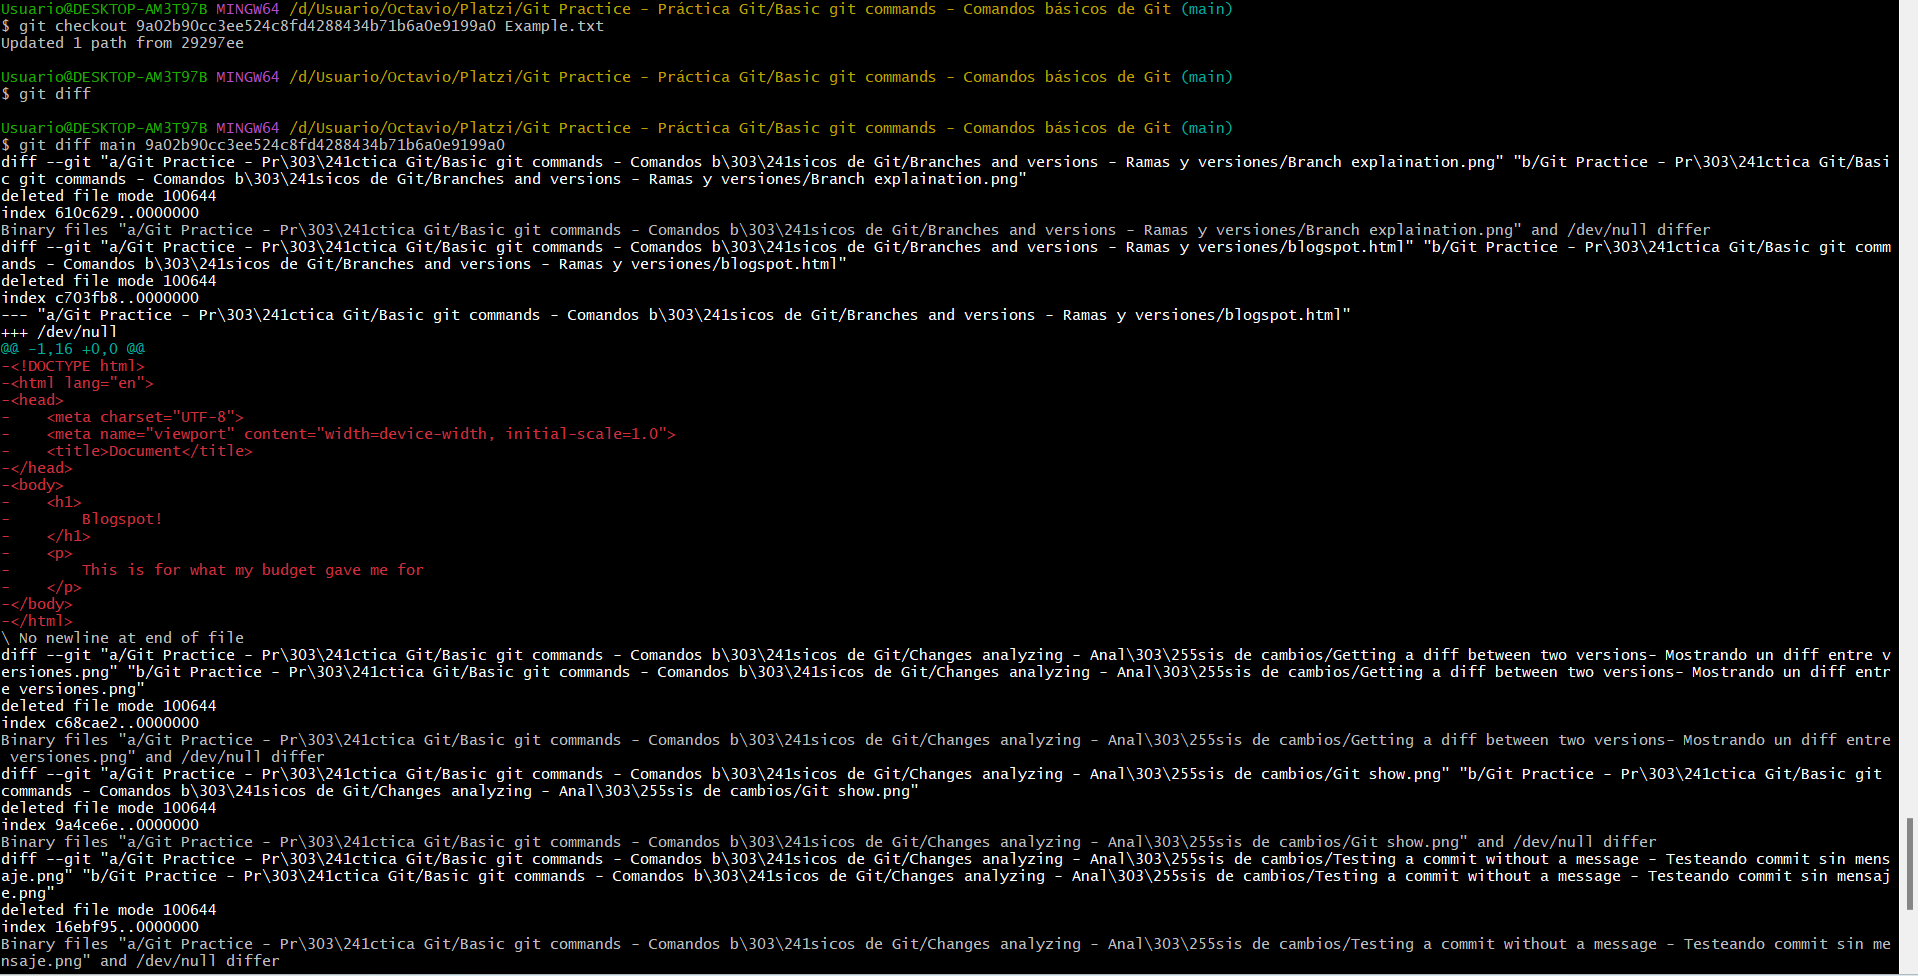 Usuario@DESKTOP-AM3T97B MINGW64 /d/Usuario/Octavio/Platzi/Git Practice - Práctica Git/Basic git commands - Comandos básicos de Git (main)
$ git checkout 9a02b90cc3ee524c8fd4288434b71b6a0e9199a0 Example.txt
Updated 1 path from 29297ee
Usuario@DESKTOP-AM3T97B MINGW64 /d/Usuario/Octavio/Platzi/Git Practice - Práctica Git/Basic git commands - Comandos básicos de Git (main)
$ git diff
Usuario@DESKTOP-AM3T97B MINGW64 /d/Usuario/Octavio/Platzi/Git Practice - Práctica Git/Basic git commands - Comandos básicos de Git (main)
$ git diff main 9a02b90cc3ee524c8fd4288434b71b6a0e9199a0
diff --git "a/Git Practice - Pr\303\241ctica Git/Basic git commands - Comandos b\303\241sicos de Git/Branches and versions - Ramas y versiones/Branch explaination.png" "b/Git Practice - Pr\303\241ctica Git/Basi
c git commands - Comandos b\303\241sicos de Git/Branches and versions - Ramas y versiones/Branch explaination.png"
deleted file mode 100644
index 610c629..0000000
Binary files "a/Git Practice - Pr\303\241ctica Git/Basic git commands - Comandos b\303\241sicos de Git/Branches and versions - Ramas y versiones/Branch explaination.png" and /dev/null differ
diff --git "a/Git Practice - Pr\303\241ctica Git/Basic git commands - Comandos b\303\241sicos de Git/Branches and versions - Ramas y versiones/blogspot.html" "b/Git Practice - Pr\303\241ctica Git/Basic git comm
ands - Comandos b\303\241sicos de Git/Branches and versions - Ramas y versiones/blogspot.html"
deleted file mode 100644
index c703fb8..0000000
--- "a/Git Practice - Pr\303\241ctica Git/Basic git commands - Comandos b\303\241sicos de Git/Branches and versions - Ramas y versiones/blogspot.html"
+++ /dev/null
@@ -1,16 +0,0 @@
-<!DOCTYPE html>
-<html lang="en">
-<head>
-    <meta charset="UTF-8">
-    <meta name="viewport" content="width=device-width, initial-scale=1.0">
-    <title>Document</title>
-</head>
-<body>
-    <h1>
-        Blogspot!
-    </h1>
-    <p>
-        This is for what my budget gave me for
-    </p>
-</body>
-</html>
\ No newline at end of file
diff --git "a/Git Practice - Pr\303\241ctica Git/Basic git commands - Comandos b\303\241sicos de Git/Changes analyzing - Anal\303\255sis de cambios/Getting a diff between two versions- Mostrando un diff entre v
ersiones.png" "b/Git Practice - Pr\303\241ctica Git/Basic git commands - Comandos b\303\241sicos de Git/Changes analyzing - Anal\303\255sis de cambios/Getting a diff between two versions- Mostrando un diff entr
e versiones.png"
deleted file mode 100644
index c68cae2..0000000
Binary files "a/Git Practice - Pr\303\241ctica Git/Basic git commands - Comandos b\303\241sicos de Git/Changes analyzing - Anal\303\255sis de cambios/Getting a diff between two versions- Mostrando un diff entre
 versiones.png" and /dev/null differ
diff --git "a/Git Practice - Pr\303\241ctica Git/Basic git commands - Comandos b\303\241sicos de Git/Changes analyzing - Anal\303\255sis de cambios/Git show.png" "b/Git Practice - Pr\303\241ctica Git/Basic git
commands - Comandos b\303\241sicos de Git/Changes analyzing - Anal\303\255sis de cambios/Git show.png"
deleted file mode 100644
index 9a4ce6e..0000000
Binary files "a/Git Practice - Pr\303\241ctica Git/Basic git commands - Comandos b\303\241sicos de Git/Changes analyzing - Anal\303\255sis de cambios/Git show.png" and /dev/null differ
diff --git "a/Git Practice - Pr\303\241ctica Git/Basic git commands - Comandos b\303\241sicos de Git/Changes analyzing - Anal\303\255sis de cambios/Testing a commit without a message - Testeando commit sin mens
aje.png" "b/Git Practice - Pr\303\241ctica Git/Basic git commands - Comandos b\303\241sicos de Git/Changes analyzing - Anal\303\255sis de cambios/Testing a commit without a message - Testeando commit sin mensaj
e.png"
deleted file mode 100644
index 16ebf95..0000000
Binary files "a/Git Practice - Pr\303\241ctica Git/Basic git commands - Comandos b\303\241sicos de Git/Changes analyzing - Anal\303\255sis de cambios/Testing a commit without a message - Testeando commit sin me
nsaje.png" and /dev/null differ